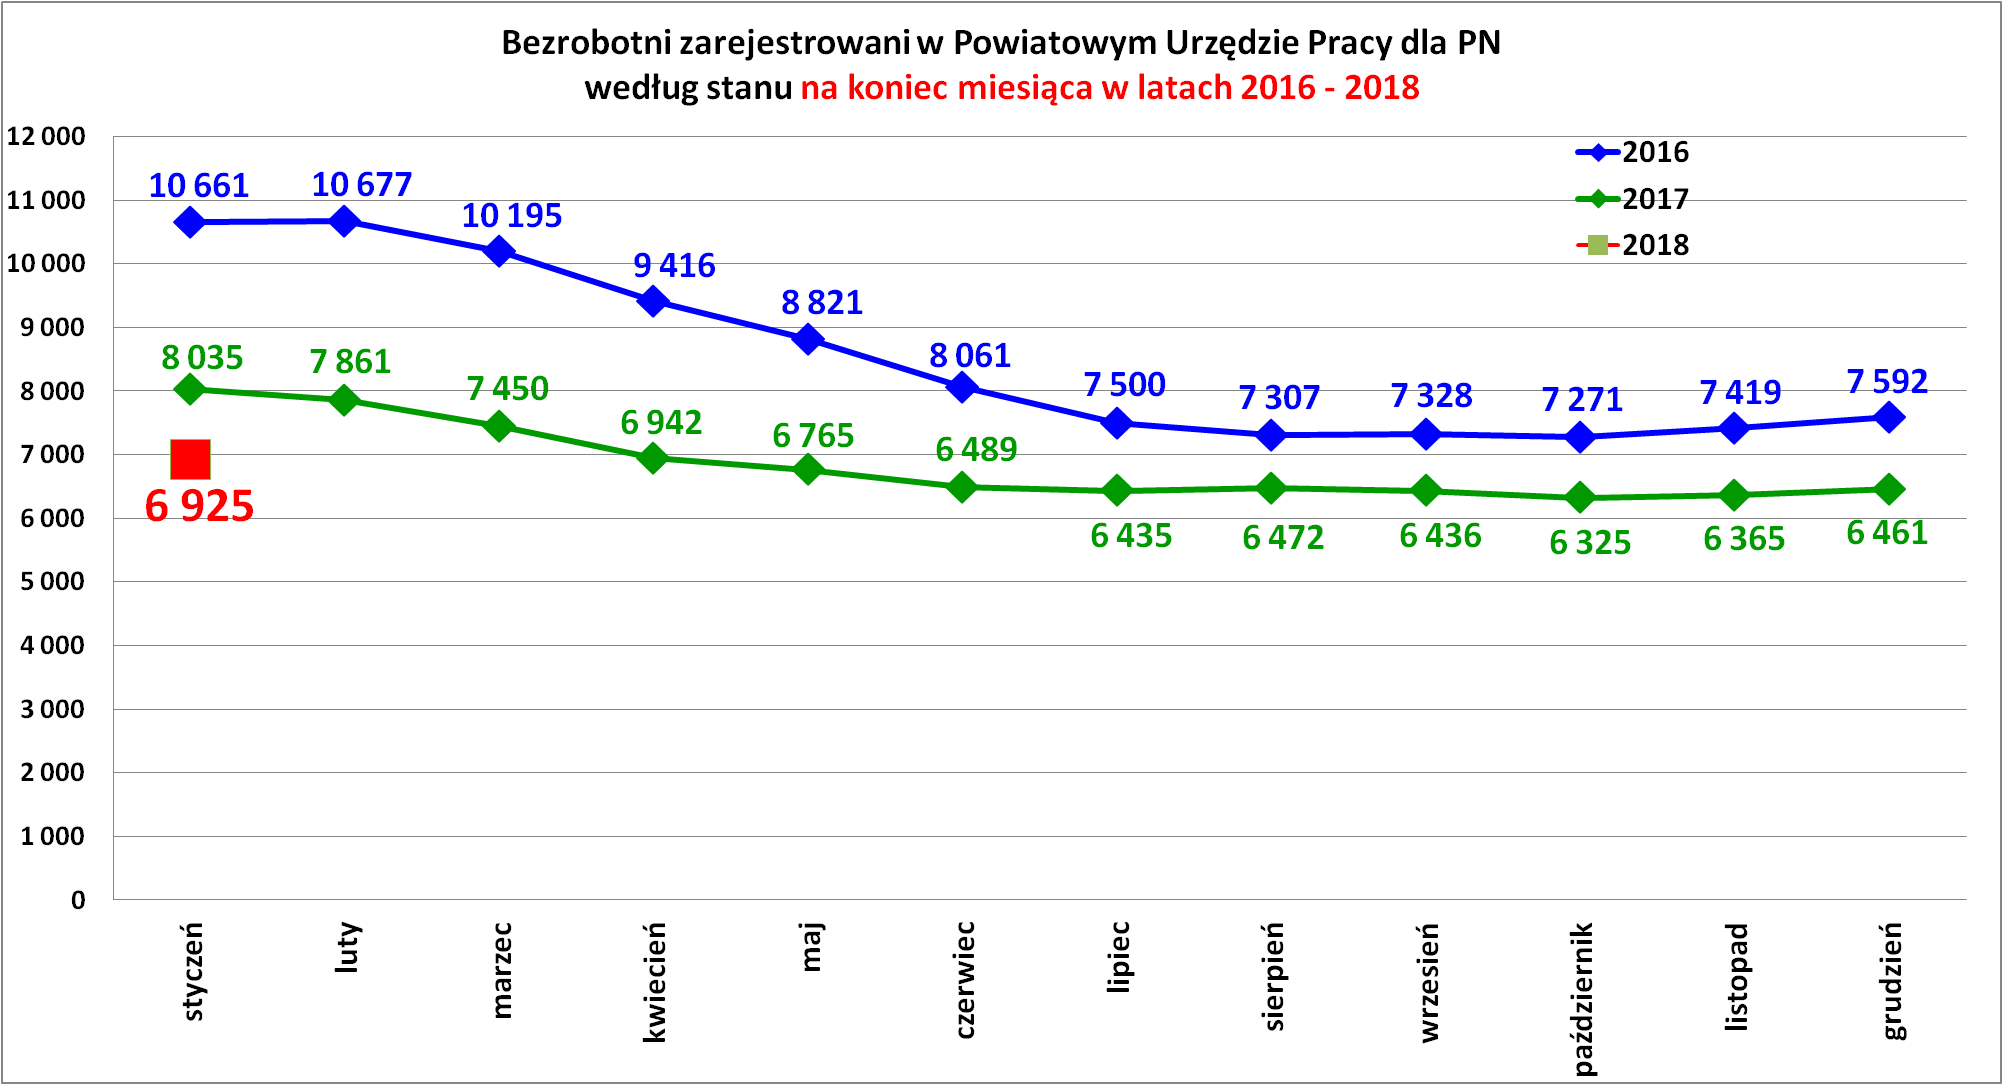 Bezrobotni zarejestrowani w Powiatowym Urzędzie Pracy dla PN
według stanu na koniec miesiąca w latach 2016 - 2018
12 000
11 000
10 000
9 000
8 000
7 000
6 000
5 000
4 000
3 000
2 000
1 000
0
2016
2017
2018
10 661
10 677
10 195
9 416
8 821
8 061
7 500
7 307
7 328
7 271
7 419
7 592
8 035
7 861
7 450
6 942
6 765
6 489
6 435
6 472
6 436
6 325
6 365
6 461
6 925
styczeń
luty
marzec
kwiecień
maj
czerwiec
lipiec
sierpień
wrzesień
październik
listopad
grudzień